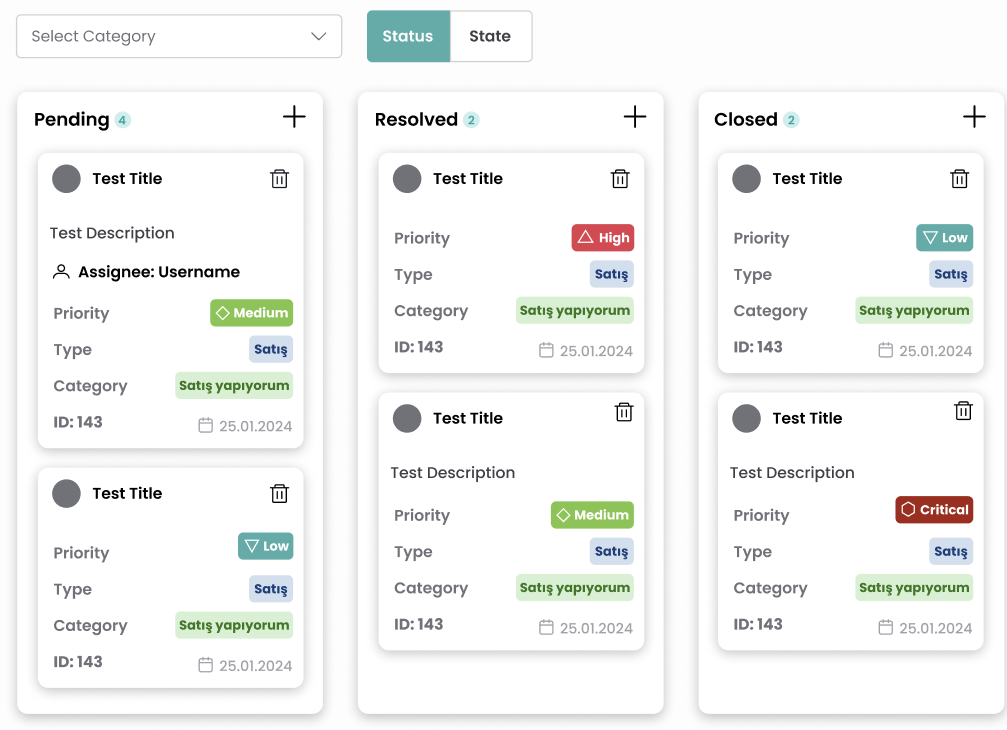 Select Category
Status State
Pending 4
Test Title
Test Description
Assignee: Username
Priority Medium
Type Satış
Category Satış yapıyorum
ID: 143 25.01.2024
Test Title
Priority Low
Type Satış
Category Satış yapıyorum
ID: 143 25.01.2024
Resolved 2
Test Title
Priority High
Type Satış
Category Satış yapıyorum
ID: 143 25.01.2024
Test Title
Test Description
Priority Medium
Type Satış
Category Satış yapıyorum
ID: 143 25.01.2024
Closed 2
Test Title
Priority Low
Type Satış
Category Satış yapıyorum
ID: 143 25.01.2024
Test Title
Test Description
Priority Critical
Type Satış
Category Satış yapıyorum
ID: 143 25.01.2024